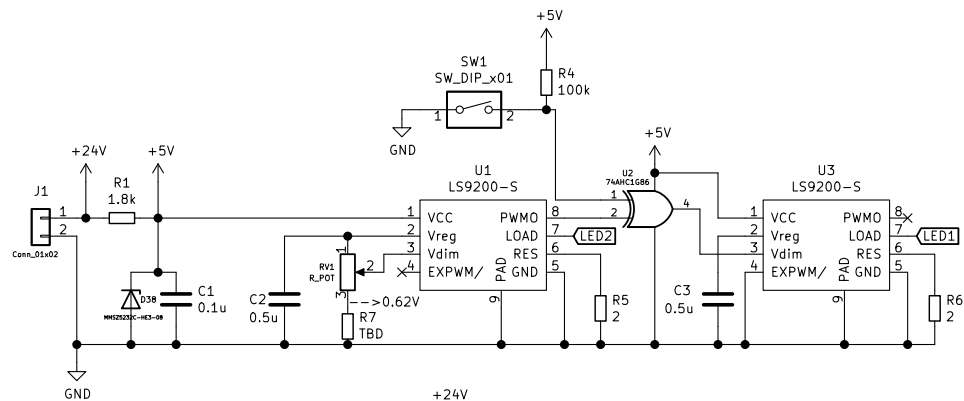 +5V
SW1
SW_DIP_x01
1
2
R4
100k
GND
+24V
+5V
+5V
J1
1
2
Conn_01x02
R1
1.8k
U1
LS9200-S
1 VCC
2 Vreg
3 Vdim
4 EXPWM/
PWMO 8
LOAD 7
RES 6
GND 5
PAD
9
LED2
U2
74AHC1G86
1
2
4
U3
LS9200-S
1 VCC
2 Vreg
3 Vdim
4 EXPWM/
PWMO 8
LOAD 7
RES 6
GND 5
PAD
9
LED1
D38
MMSZ5232C-HE3-08
C1
0.1u
C2
0.5u
RV1
R_POT
1
2
3
-->0.62V
R7
TBD
R5
2
C3
0.5u
R6
2
GND
+24V